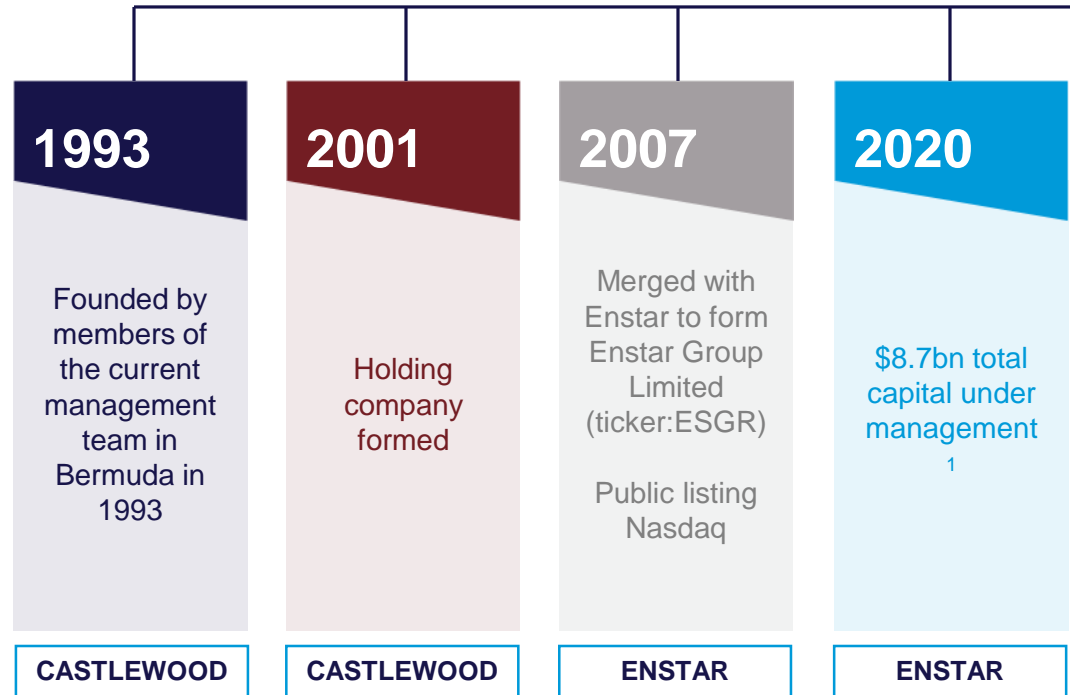 1993
Founded by
members of
the current
management
team in
Bermuda in
1993
CASTLEWOOD
2001
Holding
company
formed
CASTLEWOOD
2007
Merged with
Enstar to form
Enstar Group
Limited
(ticker:ESGR)
Public listing
Nasdaq
ENSTAR
2020
$8.7bn total
capital under
management
1
ENSTAR